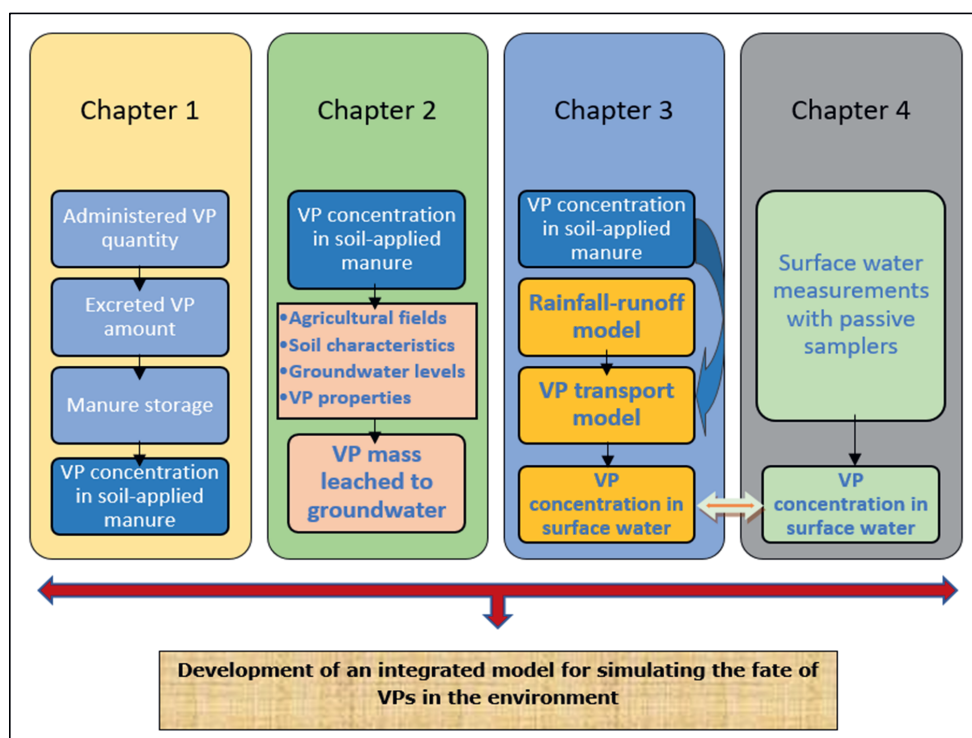 Chapter 1
Administered VP
quantity
Excreted VP
amount
Manure storage
VP concentration
in soil-applied
manure
Chapter 2
VP concentration
in soil-applied
manure
•Agricultural fields
•Soil characteristics
•Groundwater levels
•VP properties
VP mass
leached to
groundwater
Chapter 3
VP concentration
in soil-applied
manure
Rainfall-runoff
model
VP transport
model
VP
concentration in
surface water
Chapter 4
Surface water
measurements
with passive
samplers
VP
concentration in
surface water
Development of an integrated model for simulating the fate of
VPs in the environment